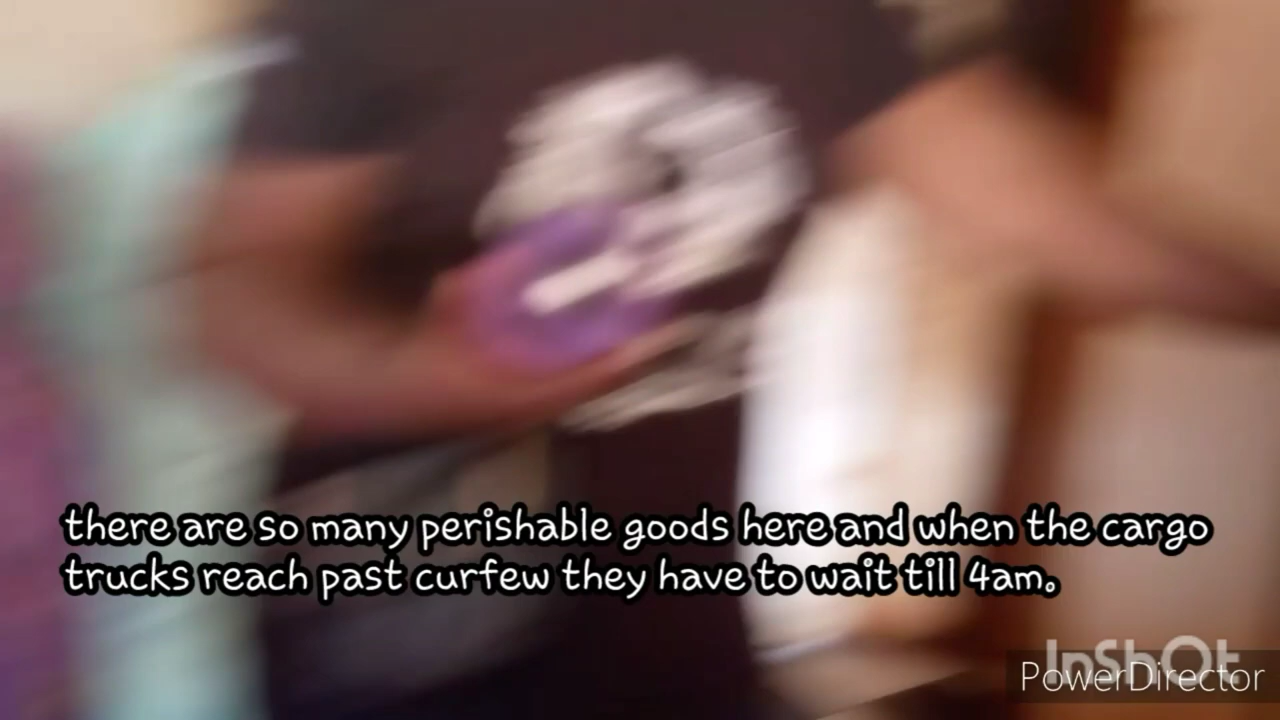 there are so many perishable goods here and when the cargo
trucks reach past curfew they have to wait till 4am.
InShOt
PowerDirector